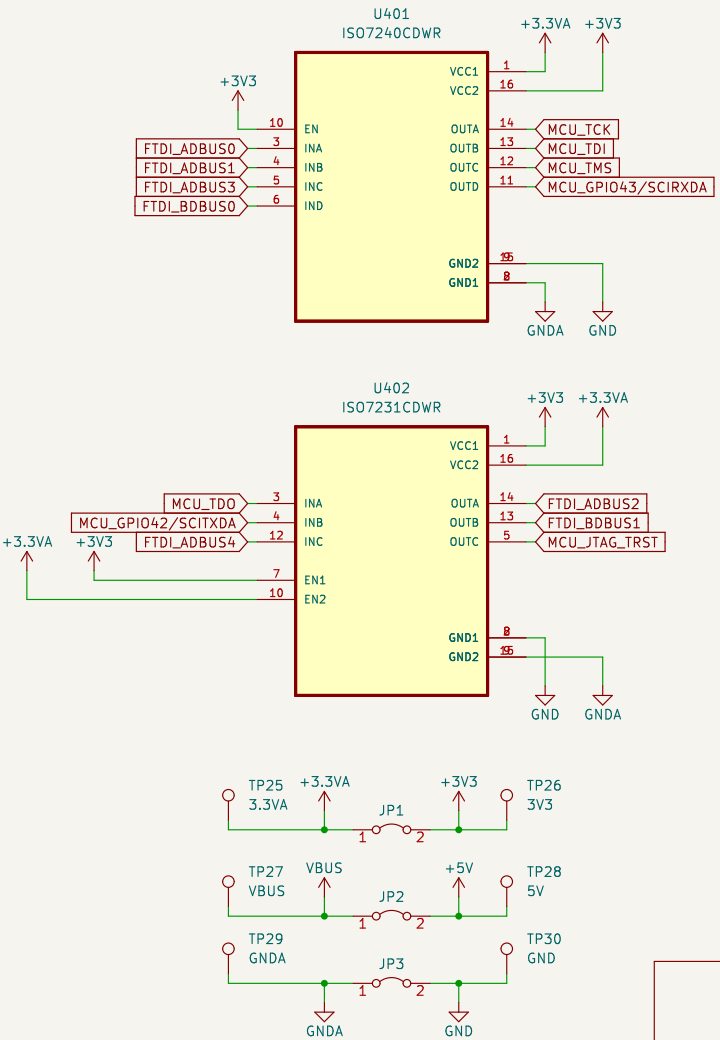 U401
ISO7240CDWR
+3.3VA +3V3
+3V3
VCC1 1
VCC2 16
10 EN OUTA 14 MCU_TCK
FTDI_ADBUS0 3 INA OUTB 13 MCU_TDI
FTDI_ADBUS1 4 INB OUTC 12 MCU_TMS
FTDI_ADBUS3 5 INC OUTD 11 MCU_GPIO43/SCIRXDA
FTDI_BDBUS0 6 IND
GND2
GND1
GNDA GND
U402
ISO7231CDWR
+3V3 +3.3VA
VCC1 1
VCC2 16
MCU_TDO 3 INA OUTA 14 FTDI_ADBUS2
MCU_GPIO42/SCITXDA 4 INB OUTB 13 FTDI_BDBUS1
FTDI_ADBUS4 12 INC OUTC 5 MCU_JTAG_TRST
+3.3VA +3V3
7 EN1
10 EN2
GND1
GND2
GND GNDA
TP25 +3.3VA +3V3 TP26
3.3VA JP1 3V3
1 2
TP27 VBUS +5V TP28
VBUS JP2 5V
1 2
TP29 TP30
GNDA JP3 GND
1 2
GNDA GND